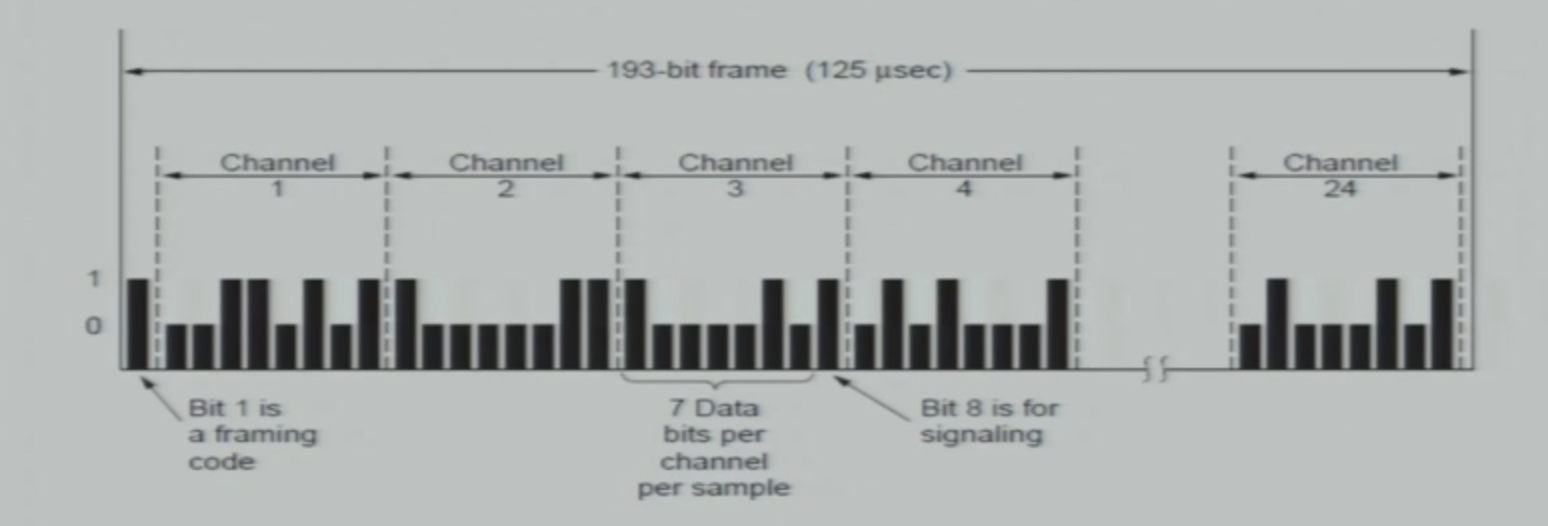 193-bit frame (125 μsec)
Channel
1
Channel
2
Channel
3
Channel
4
Channel
24
1
0
Bit 1 is
a framing
code
7 Data
bits per
channel
per sample
Bit 8 is for
signaling